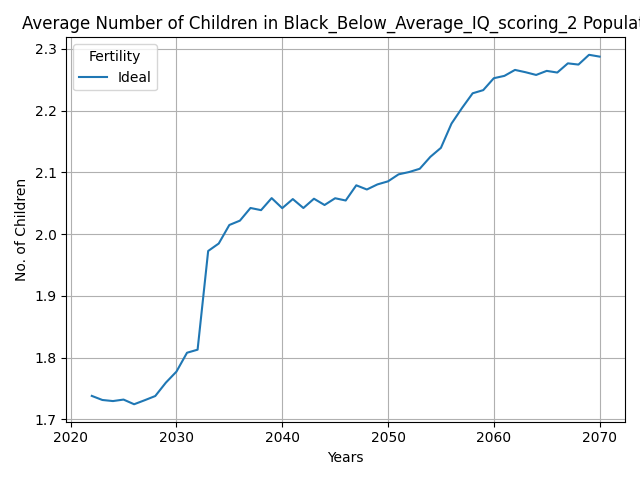 Average Number of Children in Black_Below_Average_IQ_scoring_2 Populat
Fertility
Ideal
2.3
2.2
2.1
2.0
1.9
1.8
1.7
No. of Children
2020
2030
2040
2050
2060
2070
Years